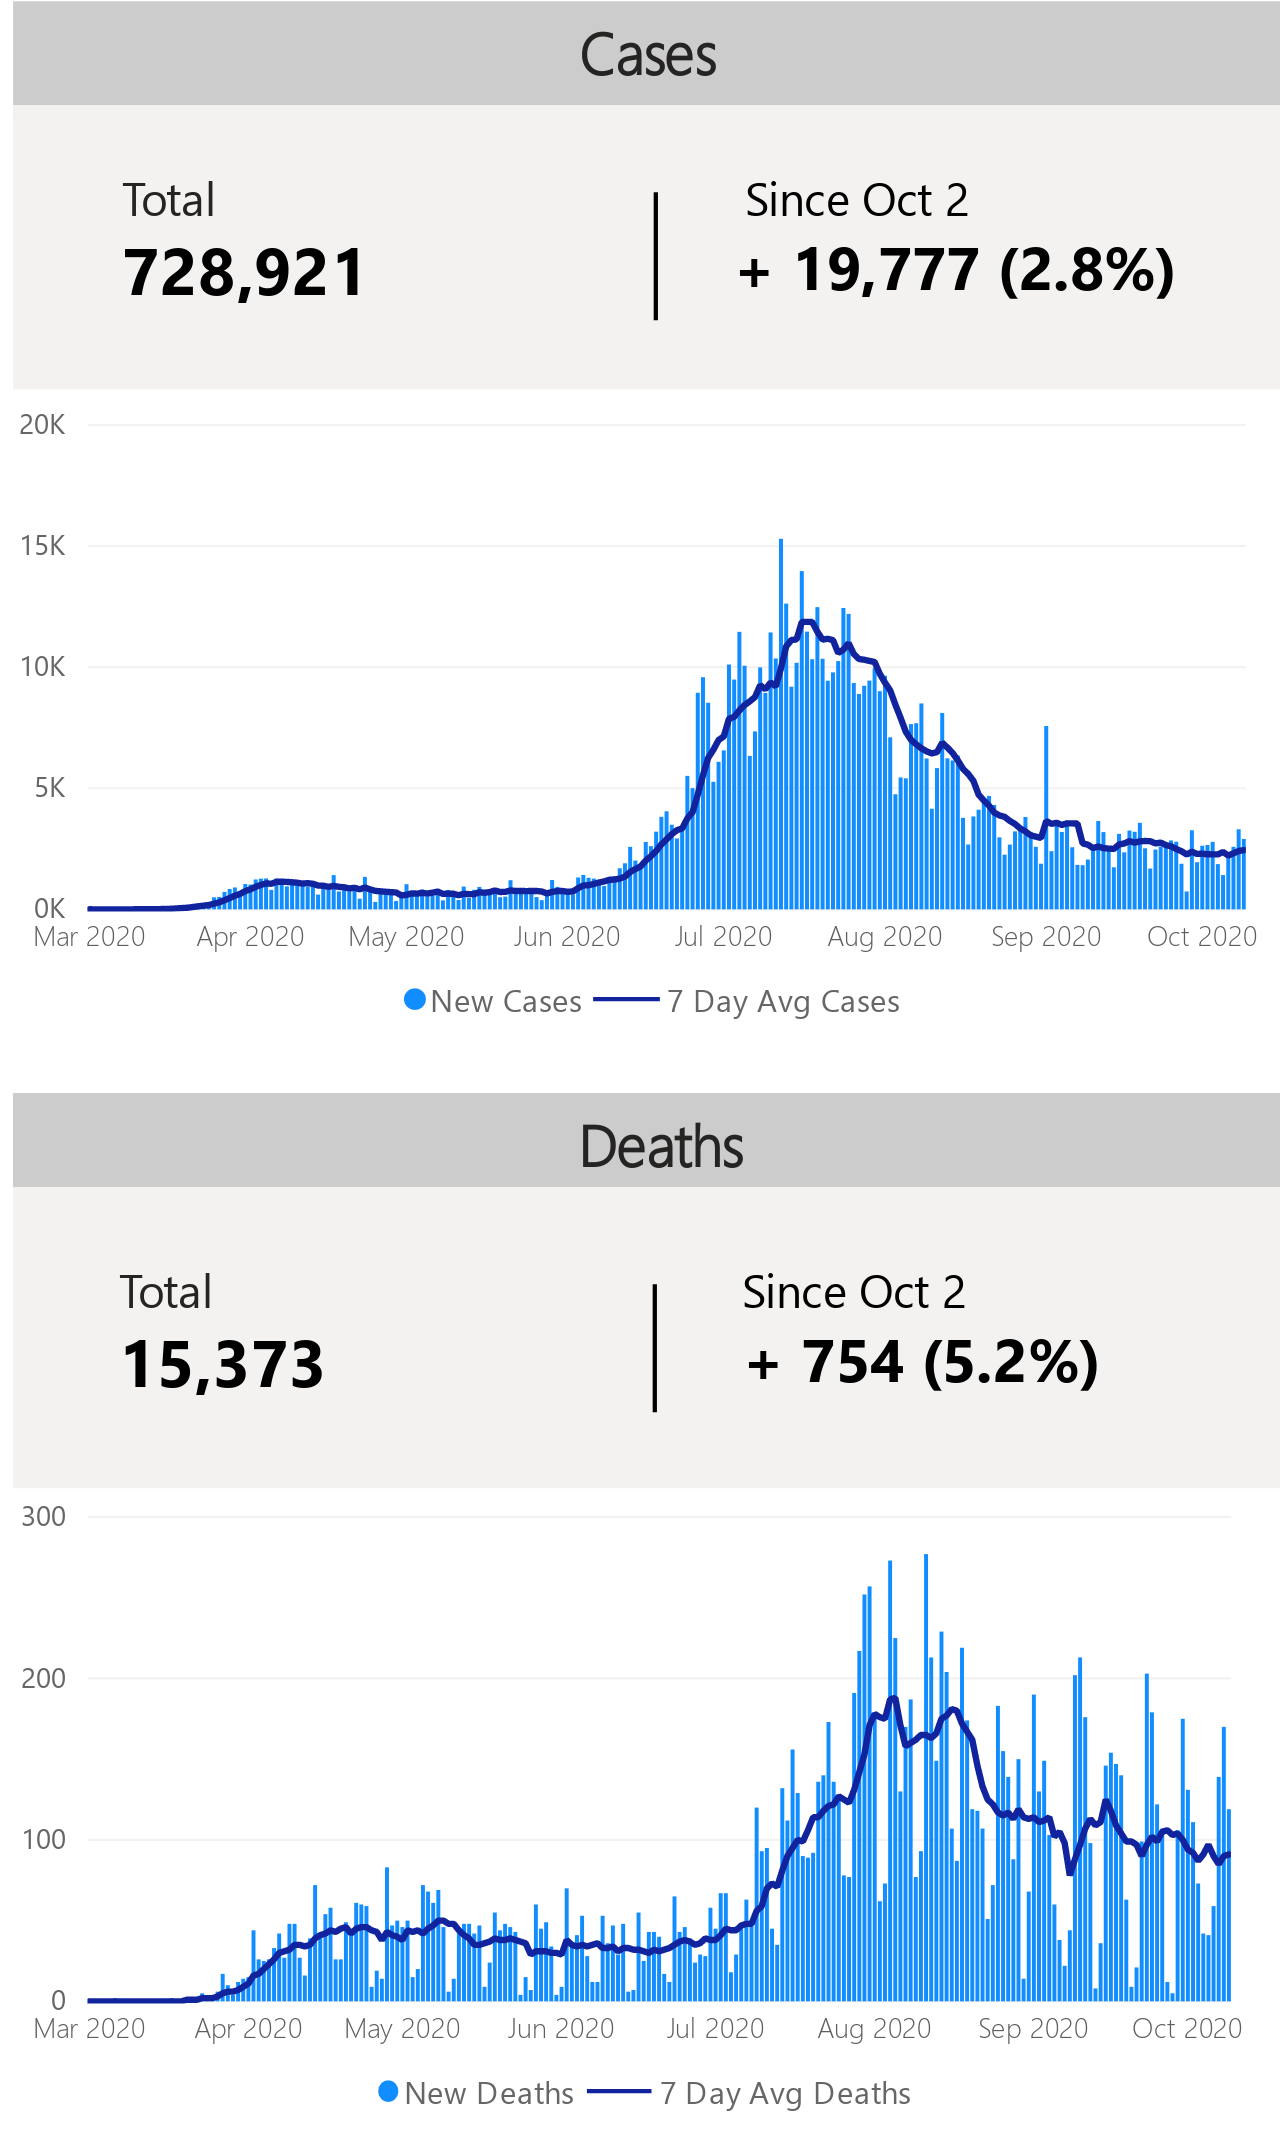 Cases
Total
Since Oct 2
728,921
+ 19,777 (2.8%)
20K
15K
10K
5K
0K
Mar 2020 Apr 2020 May 2020 Jun 2020 Jul 2020 Aug 2020 Sep 2020 Oct 2020
New Cases 7 Day Avg Cases
Deaths
Total
Since Oct 2
15,373
+ 754 (5.2%)
300
200
100
0
Mar 2020 Apr 2020 May 2020 Jun 2020 Jul 2020 Aug 2020 Sep 2020 Oct 2020
New Deaths 7 Day Avg Deaths